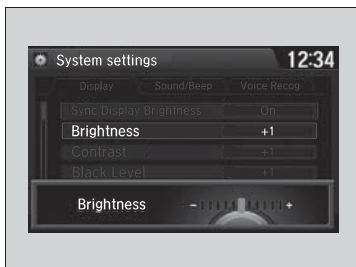 System settings 12:34
Display Sound/Beep Voice Recog
Sync Display Brightness On
Brightness +1
Contrast +1
Black Level +1
Brightness - +